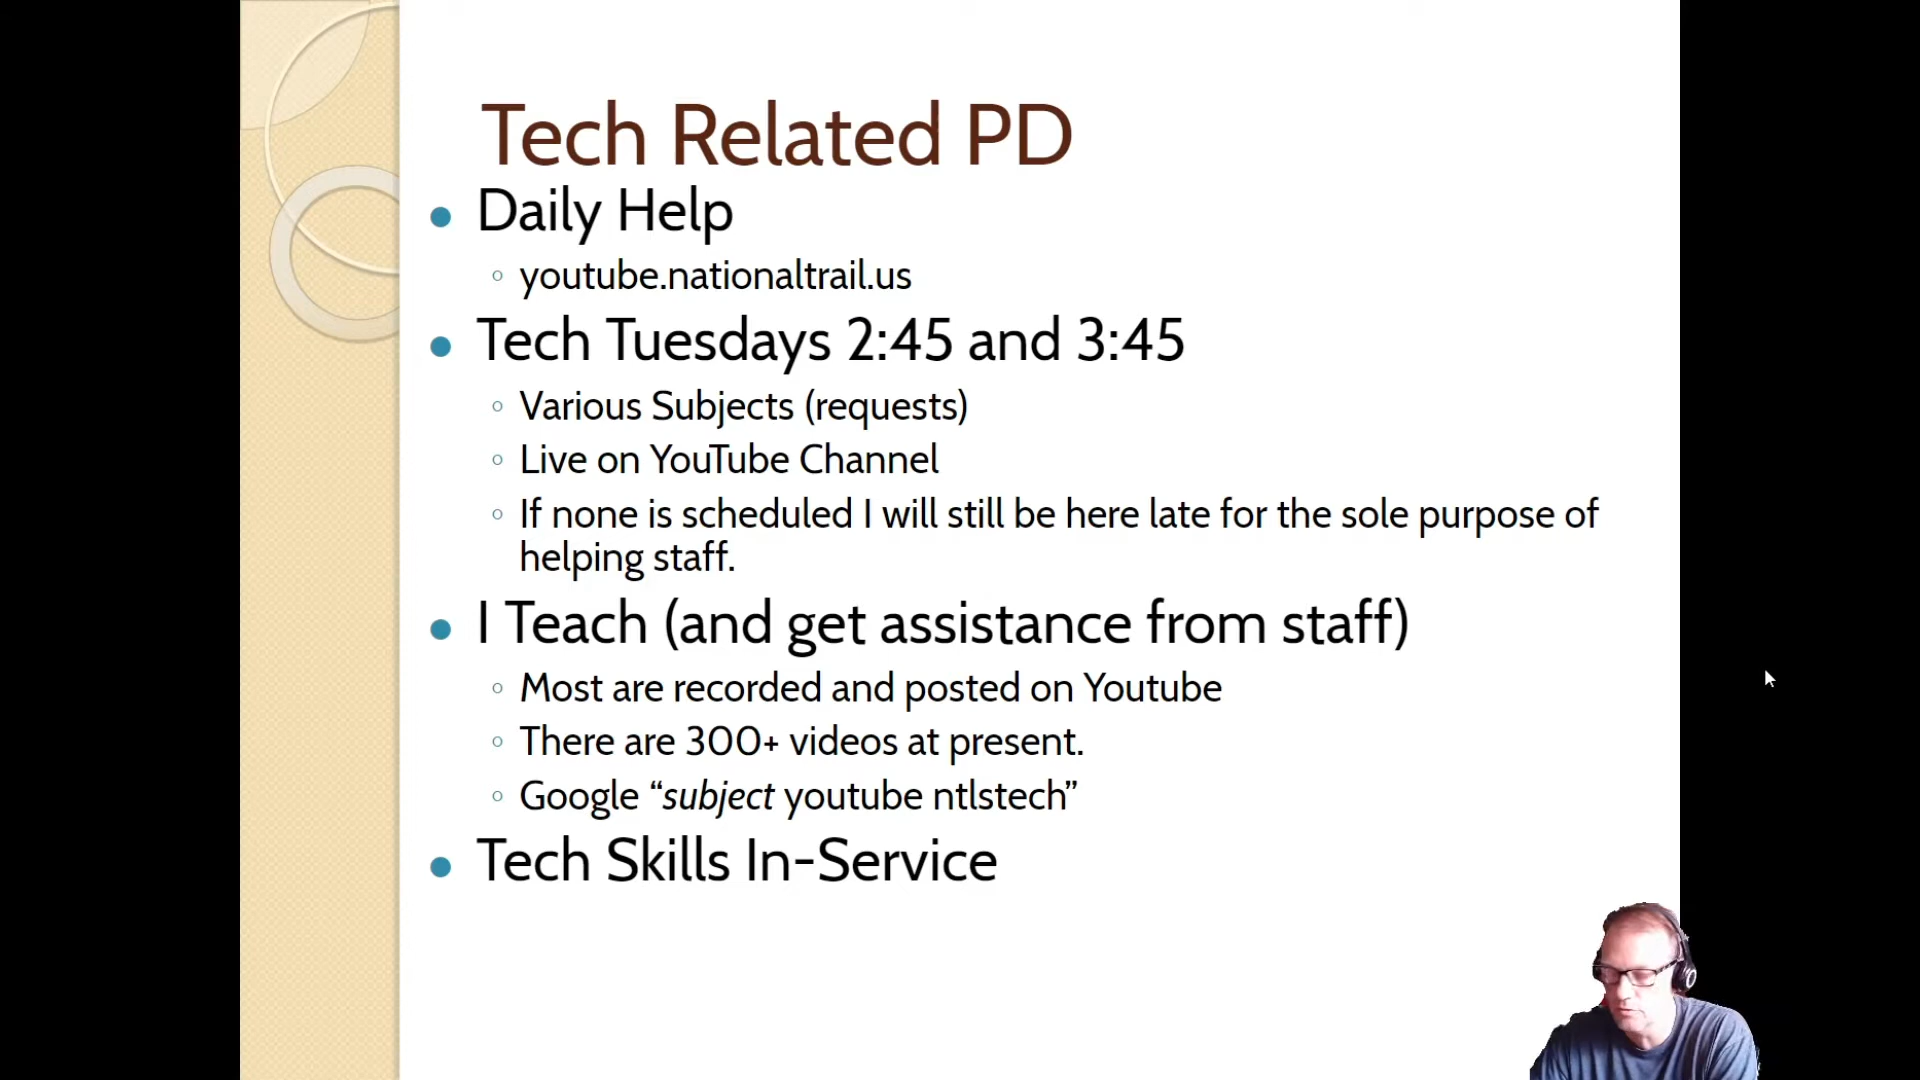 Tech Related PD
Daily Help
youtube.nationaltrail.us
Tech Tuesdays 2:45 and 3:45
Various Subjects (requests)
Live on YouTube Channel
If none is scheduled I will still be here late for the sole purpose of
helping staff.
I Teach (and get assistance from staff)
Most are recorded and posted on Youtube
There are 300+ videos at present.
Google “subject youtube ntlstech”
Tech Skills In-Service